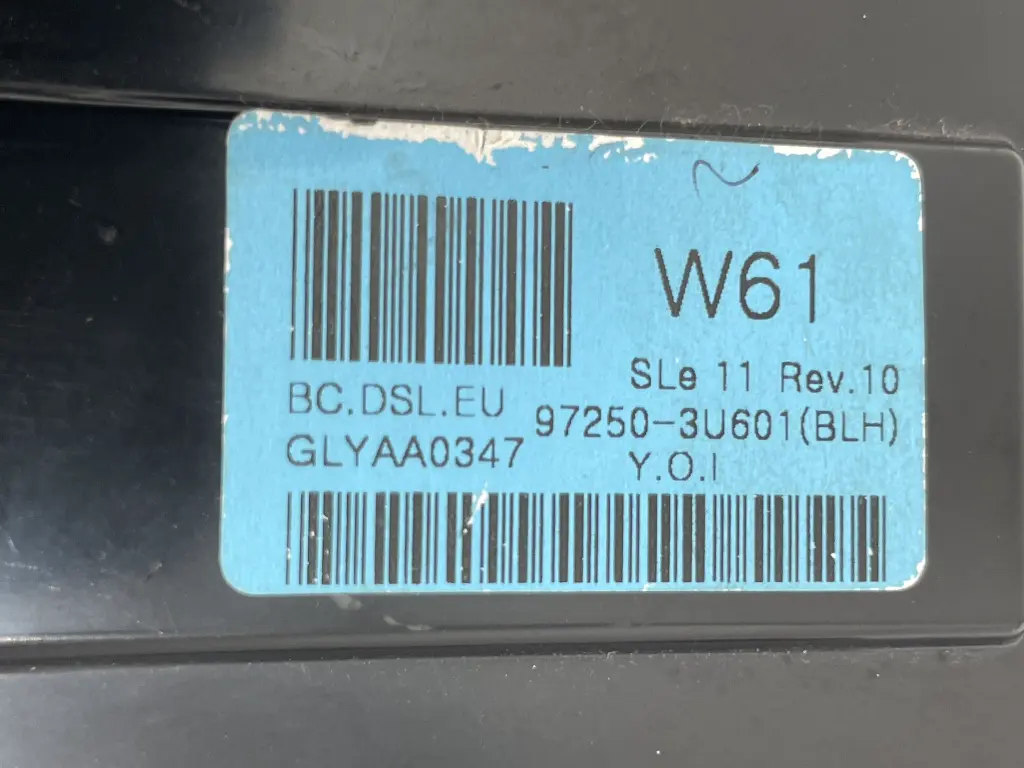 W61
SLe 11 Rev.10
BC.DSL.EU
97250-3U601(BLH)
GLYAA0347
Y.O.I